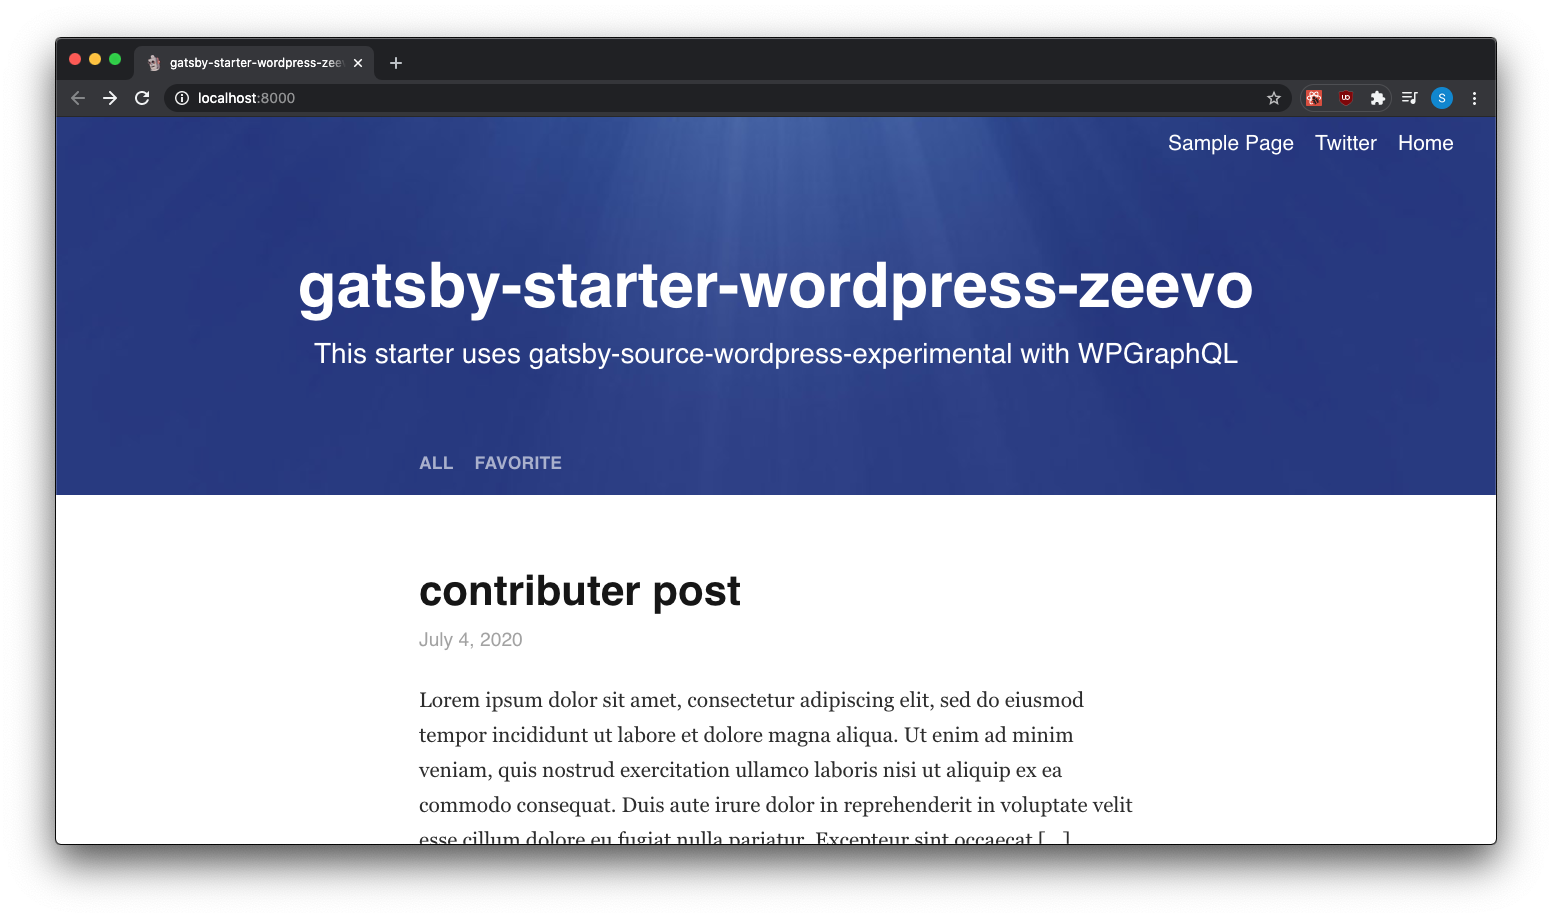 gatsby-starter-wordpress-zee
localhost:8000
UD
S
Sample Page Twitter Home
gatsby-starter-wordpress-zeevo
This starter uses gatsby-source-wordpress-experimental with WPGraphQL
ALL FAVORITE
contributer post
July 4, 2020
Lorem ipsum dolor sit amet, consectetur adipiscing elit, sed do eiusmod
tempor incididunt ut labore et dolore magna aliqua. Ut enim ad minim
veniam, quis nostrud exercitation ullamco laboris nisi ut aliquip ex ea
commodo consequat. Duis aute irure dolor in reprehenderit in voluptate velit
esse cillum dolore eu fugiat nulla pariatur. Excepteur sint occaecat […]